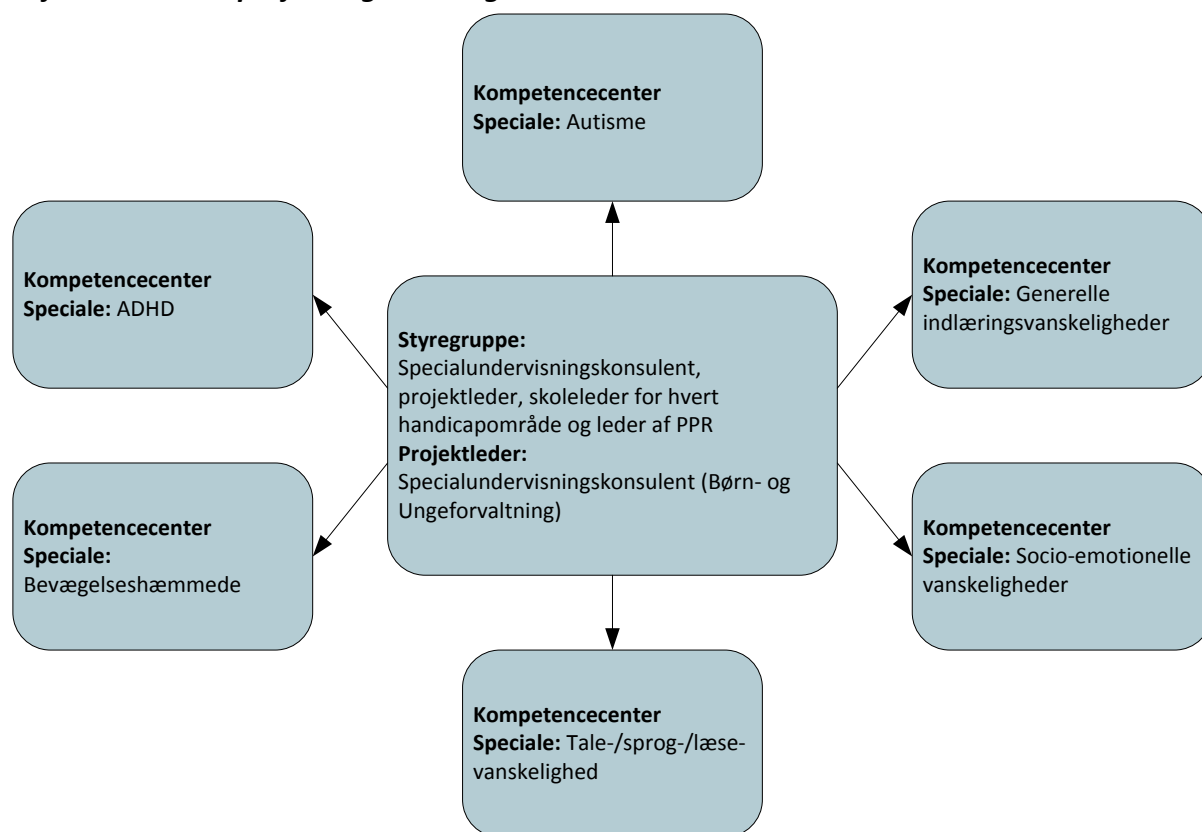 Kompetencecenter
Speciale: Autisme
Kompetencecenter
Speciale: ADHD
Kompetencecenter
Speciale: Generelle
indlæringsvanskeligheder
Styregruppe:
Specialundervisningskonsulent,
projektleder, skoleleder for hvert
handicapområde og leder af PPR
Projektleder:
Specialundervisningskonsulent (Børn- og
Ungeforvaltning)
Kompetencecenter
Speciale:
Bevægelseshæmmede
Kompetencecenter
Speciale: Socio-emotionelle
vanskeligheder
Kompetencecenter
Speciale: Tale-/sprog-/læse-
vanskelighed